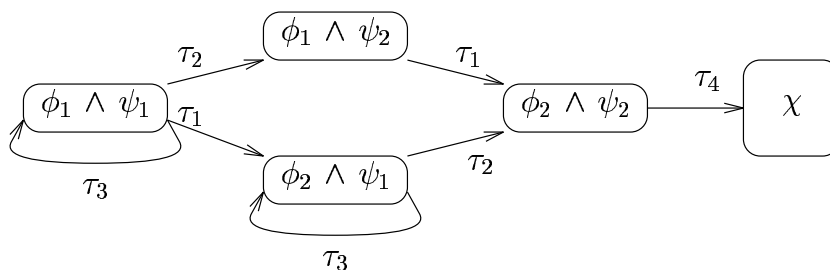 ϕ₁ ∧ ψ₂
τ₂
τ₁
τ₄
ϕ₁ ∧ ψ₁
ϕ₂ ∧ ψ₂
χ
τ₁
τ₃
ϕ₂ ∧ ψ₁
τ₂
τ₃